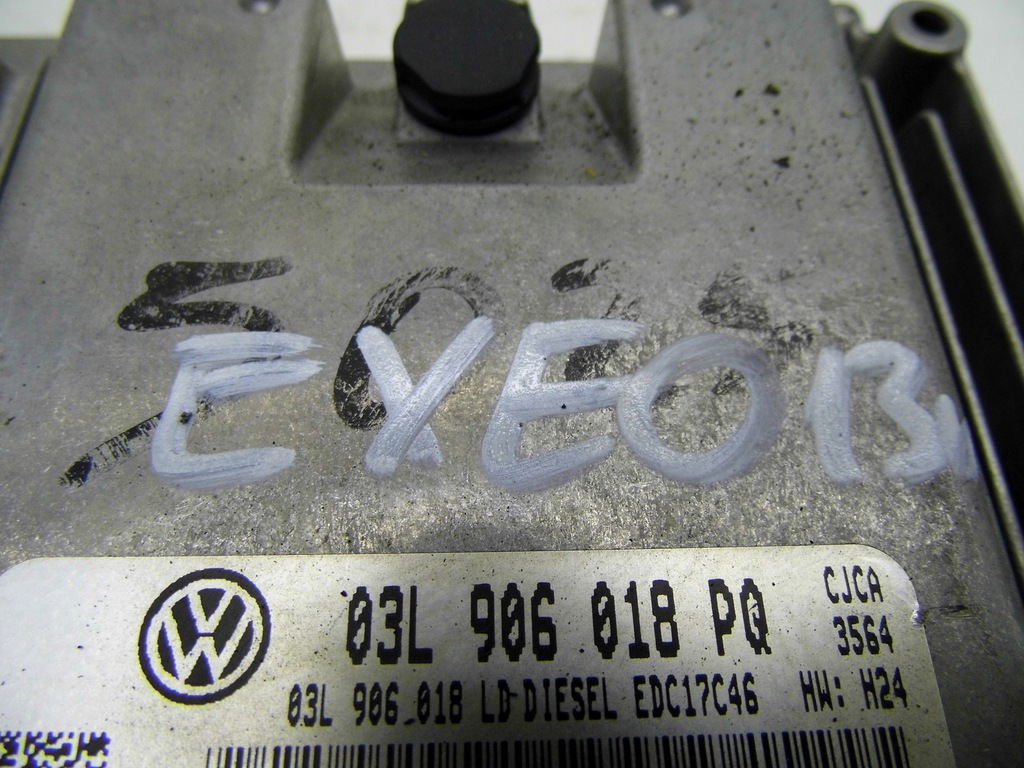 EXEOB
03L 906 018 PQ
CJCA
3564
03L 906 018 LD DIESEL EDC17C46 HW: H24